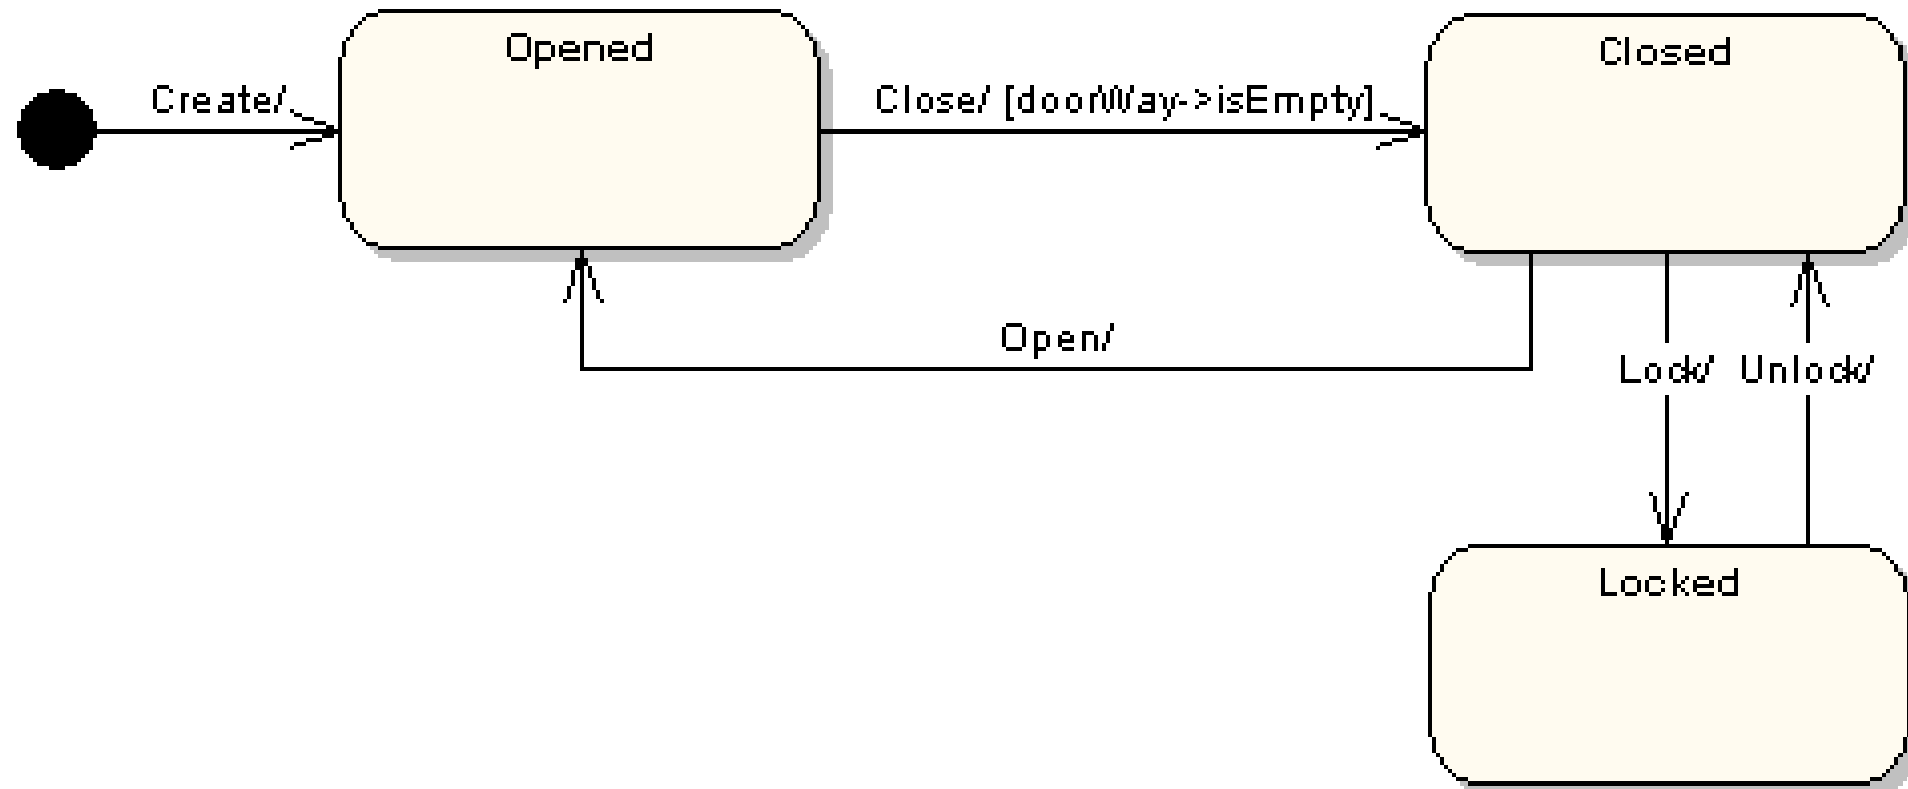 Opened
Closed
Create/
Close/ [doorWay->isEmpty]
Open/
Lock/
Unlock/
Locked